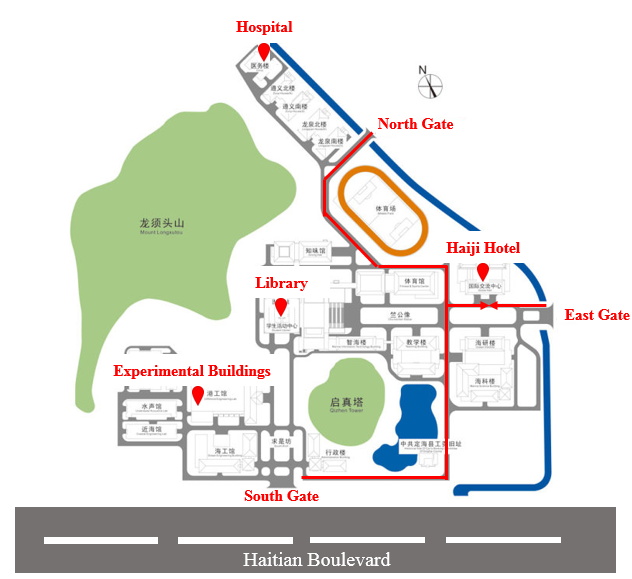 Hospital
医务楼
遵义北楼
遵义南楼
龙泉北楼
龙泉南楼
N
North Gate
体育场
龙须头山
Mount Longxutou
知味馆
Haiji Hotel
国际交流中心
Library
体育馆
学生活动中心
竺公像
East Gate
智海楼
教学楼
海研楼
Experimental Buildings
港工馆
启真塔
Qizhen Tower
海科楼
水声馆
近海馆
求是坊
海工馆
行政楼
中共定海县工委旧址
South Gate
Haitian Boulevard